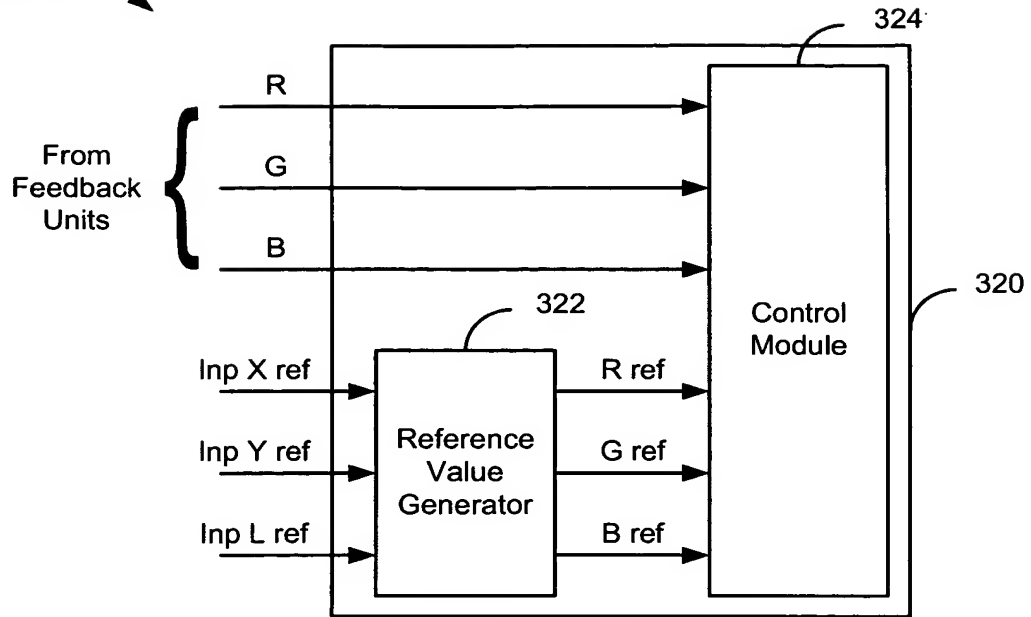 324
R
From
Feedback
Units
G
B
320
322
Control
Module
Inp X ref
R ref
Inp Y ref
Reference
Value
Generator
G ref
Inp L ref
B ref